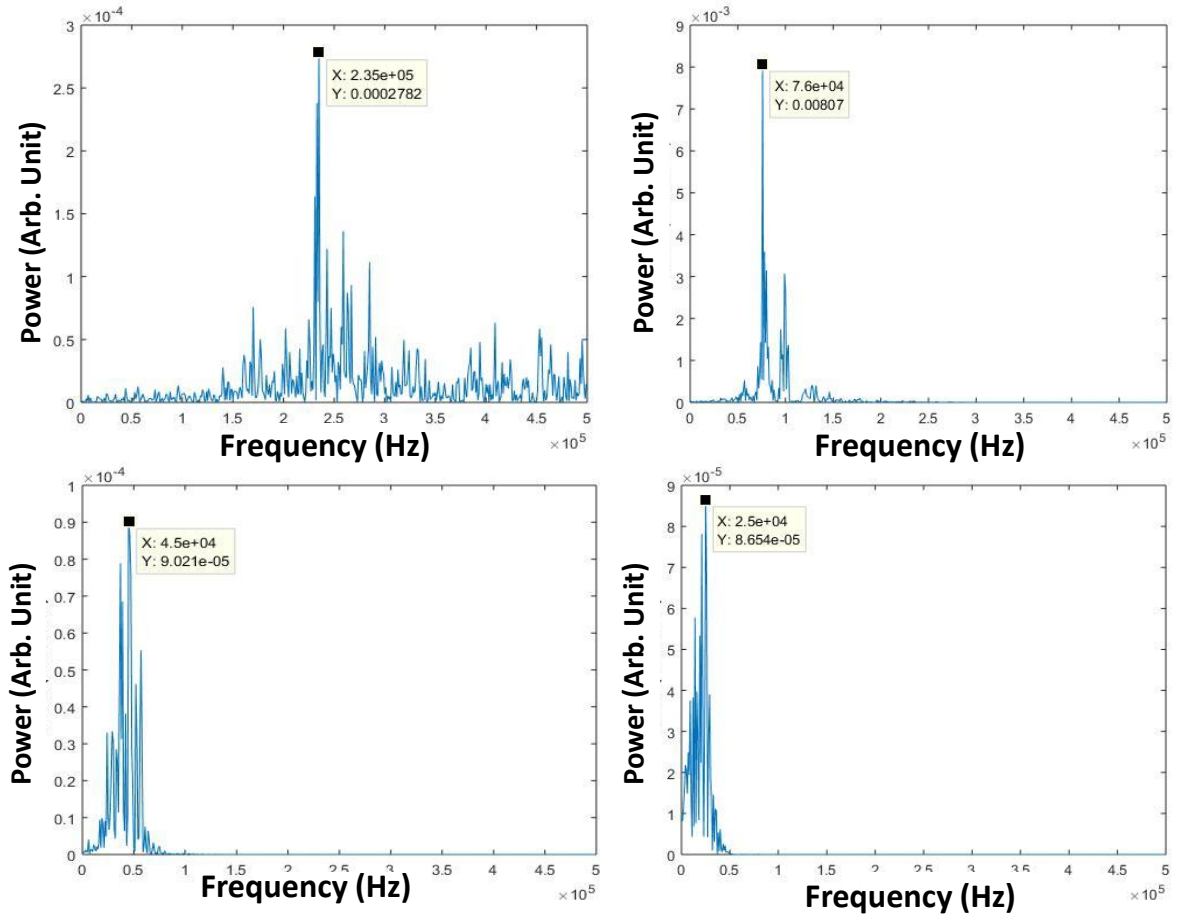 ×10^-4
3
2.5
2
1.5
1
0.5
0
X: 2.35e+05
Y: 0.0002782
Power (Arb. Unit)
0 0.5 1 1.5 2 2.5 3 3.5 4 4.5 5
Frequency (Hz)
×10^5
×10^-3
9
8
7
6
5
4
3
2
1
0
X: 7.6e+04
Y: 0.00807
Power (Arb. Unit)
0 0.5 1 1.5 2 2.5 3 3.5 4 4.5 5
Frequency (Hz)
×10^5
×10^-4
1
0.9
0.8
0.7
0.6
0.5
0.4
0.3
0.2
0.1
0
X: 4.5e+04
Y: 9.021e-05
Power (Arb. Unit)
0 0.5 1 1.5 2 2.5 3 3.5 4 4.5 5
Frequency (Hz)
×10^5
×10^-5
9
8
7
6
5
4
3
2
1
0
X: 2.5e+04
Y: 8.654e-05
Power (Arb. Unit)
0 0.5 1 1.5 2 2.5 3 3.5 4 4.5 5
Frequency (Hz)
×10^5